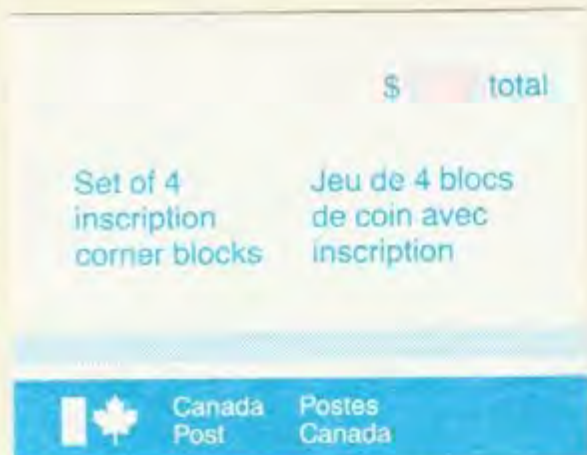 $ total
Set of 4
inscription
corner blocks
Jeu de 4 blocs
de coin avec
inscription
Canada
Post
Postes
Canada